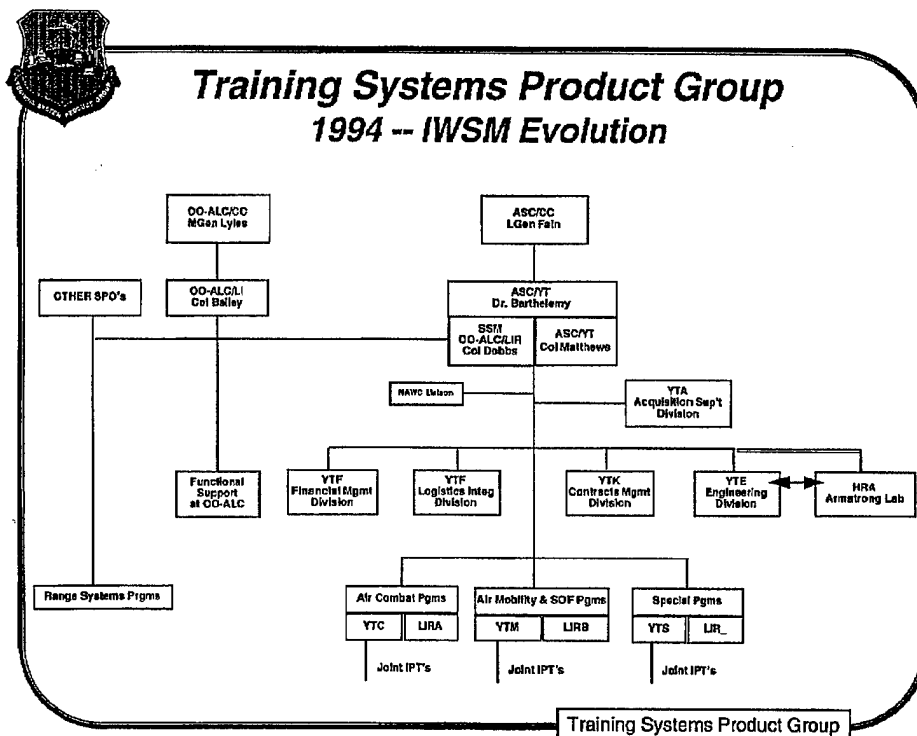 Training Systems Product Group
1994 -- IWSM Evolution
OO-ALC/CC
MGen Lyles
ASC/CC
LGen Fain
OTHER SPO's
OO-ALC/LI
Col Bailey
ASC/YT
Dr. Barthelemy
SSM
OO-ALC/LIR
Col Dobbs
ASC/YT
Col Matthews
NAWC Liaison
YTA
Acquisition Sup't
Division
Functional
Support
at OO-ALC
YTF
Financial Mgmt
Division
YTF
Logistics Integ
Division
YTK
Contracts Mgmt
Division
YTE
Engineering
Division
HRA
Armstrong Lab
Range Systems Prgms
Air Combat Pgms
YTC
LIRA
Joint IPT's
Air Mobility & SOF Pgms
YTM
LIRB
Joint IPT's
Special Pgms
YTS
LIR_
Joint IPT's
Training Systems Product Group